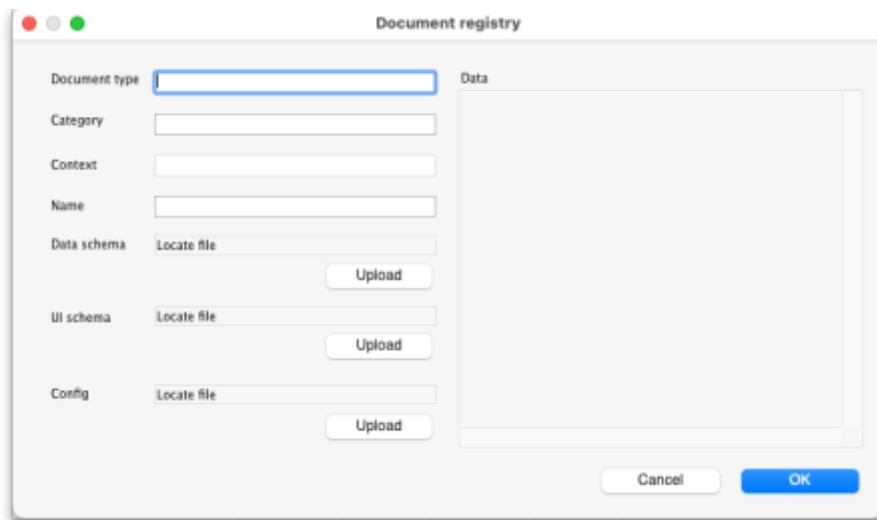 Document registry
Document type
Category
Context
Name
Data schema
Locate file
Upload
UI schema
Locate file
Upload
Config
Locate file
Upload
Data
Cancel
OK